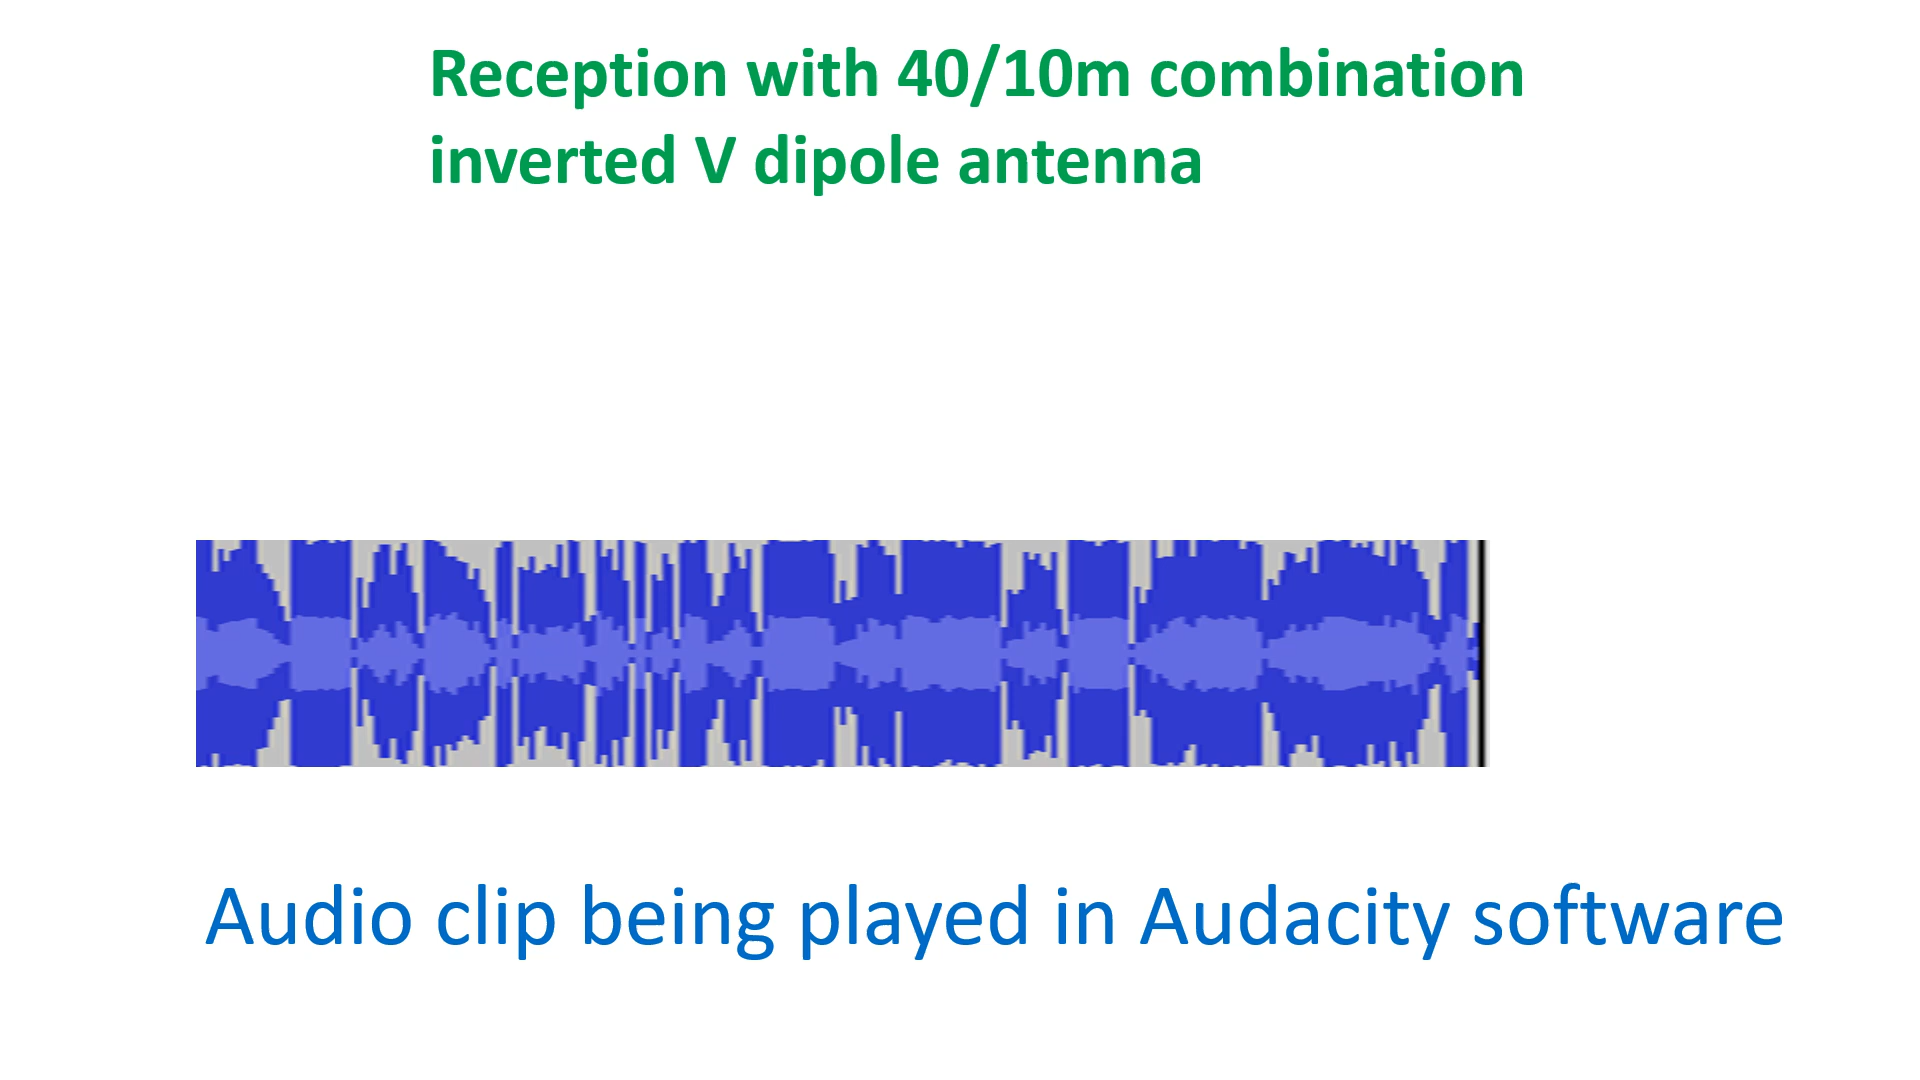 Reception with 40/10m combination
inverted V dipole antenna
Audio clip being played in Audacity software